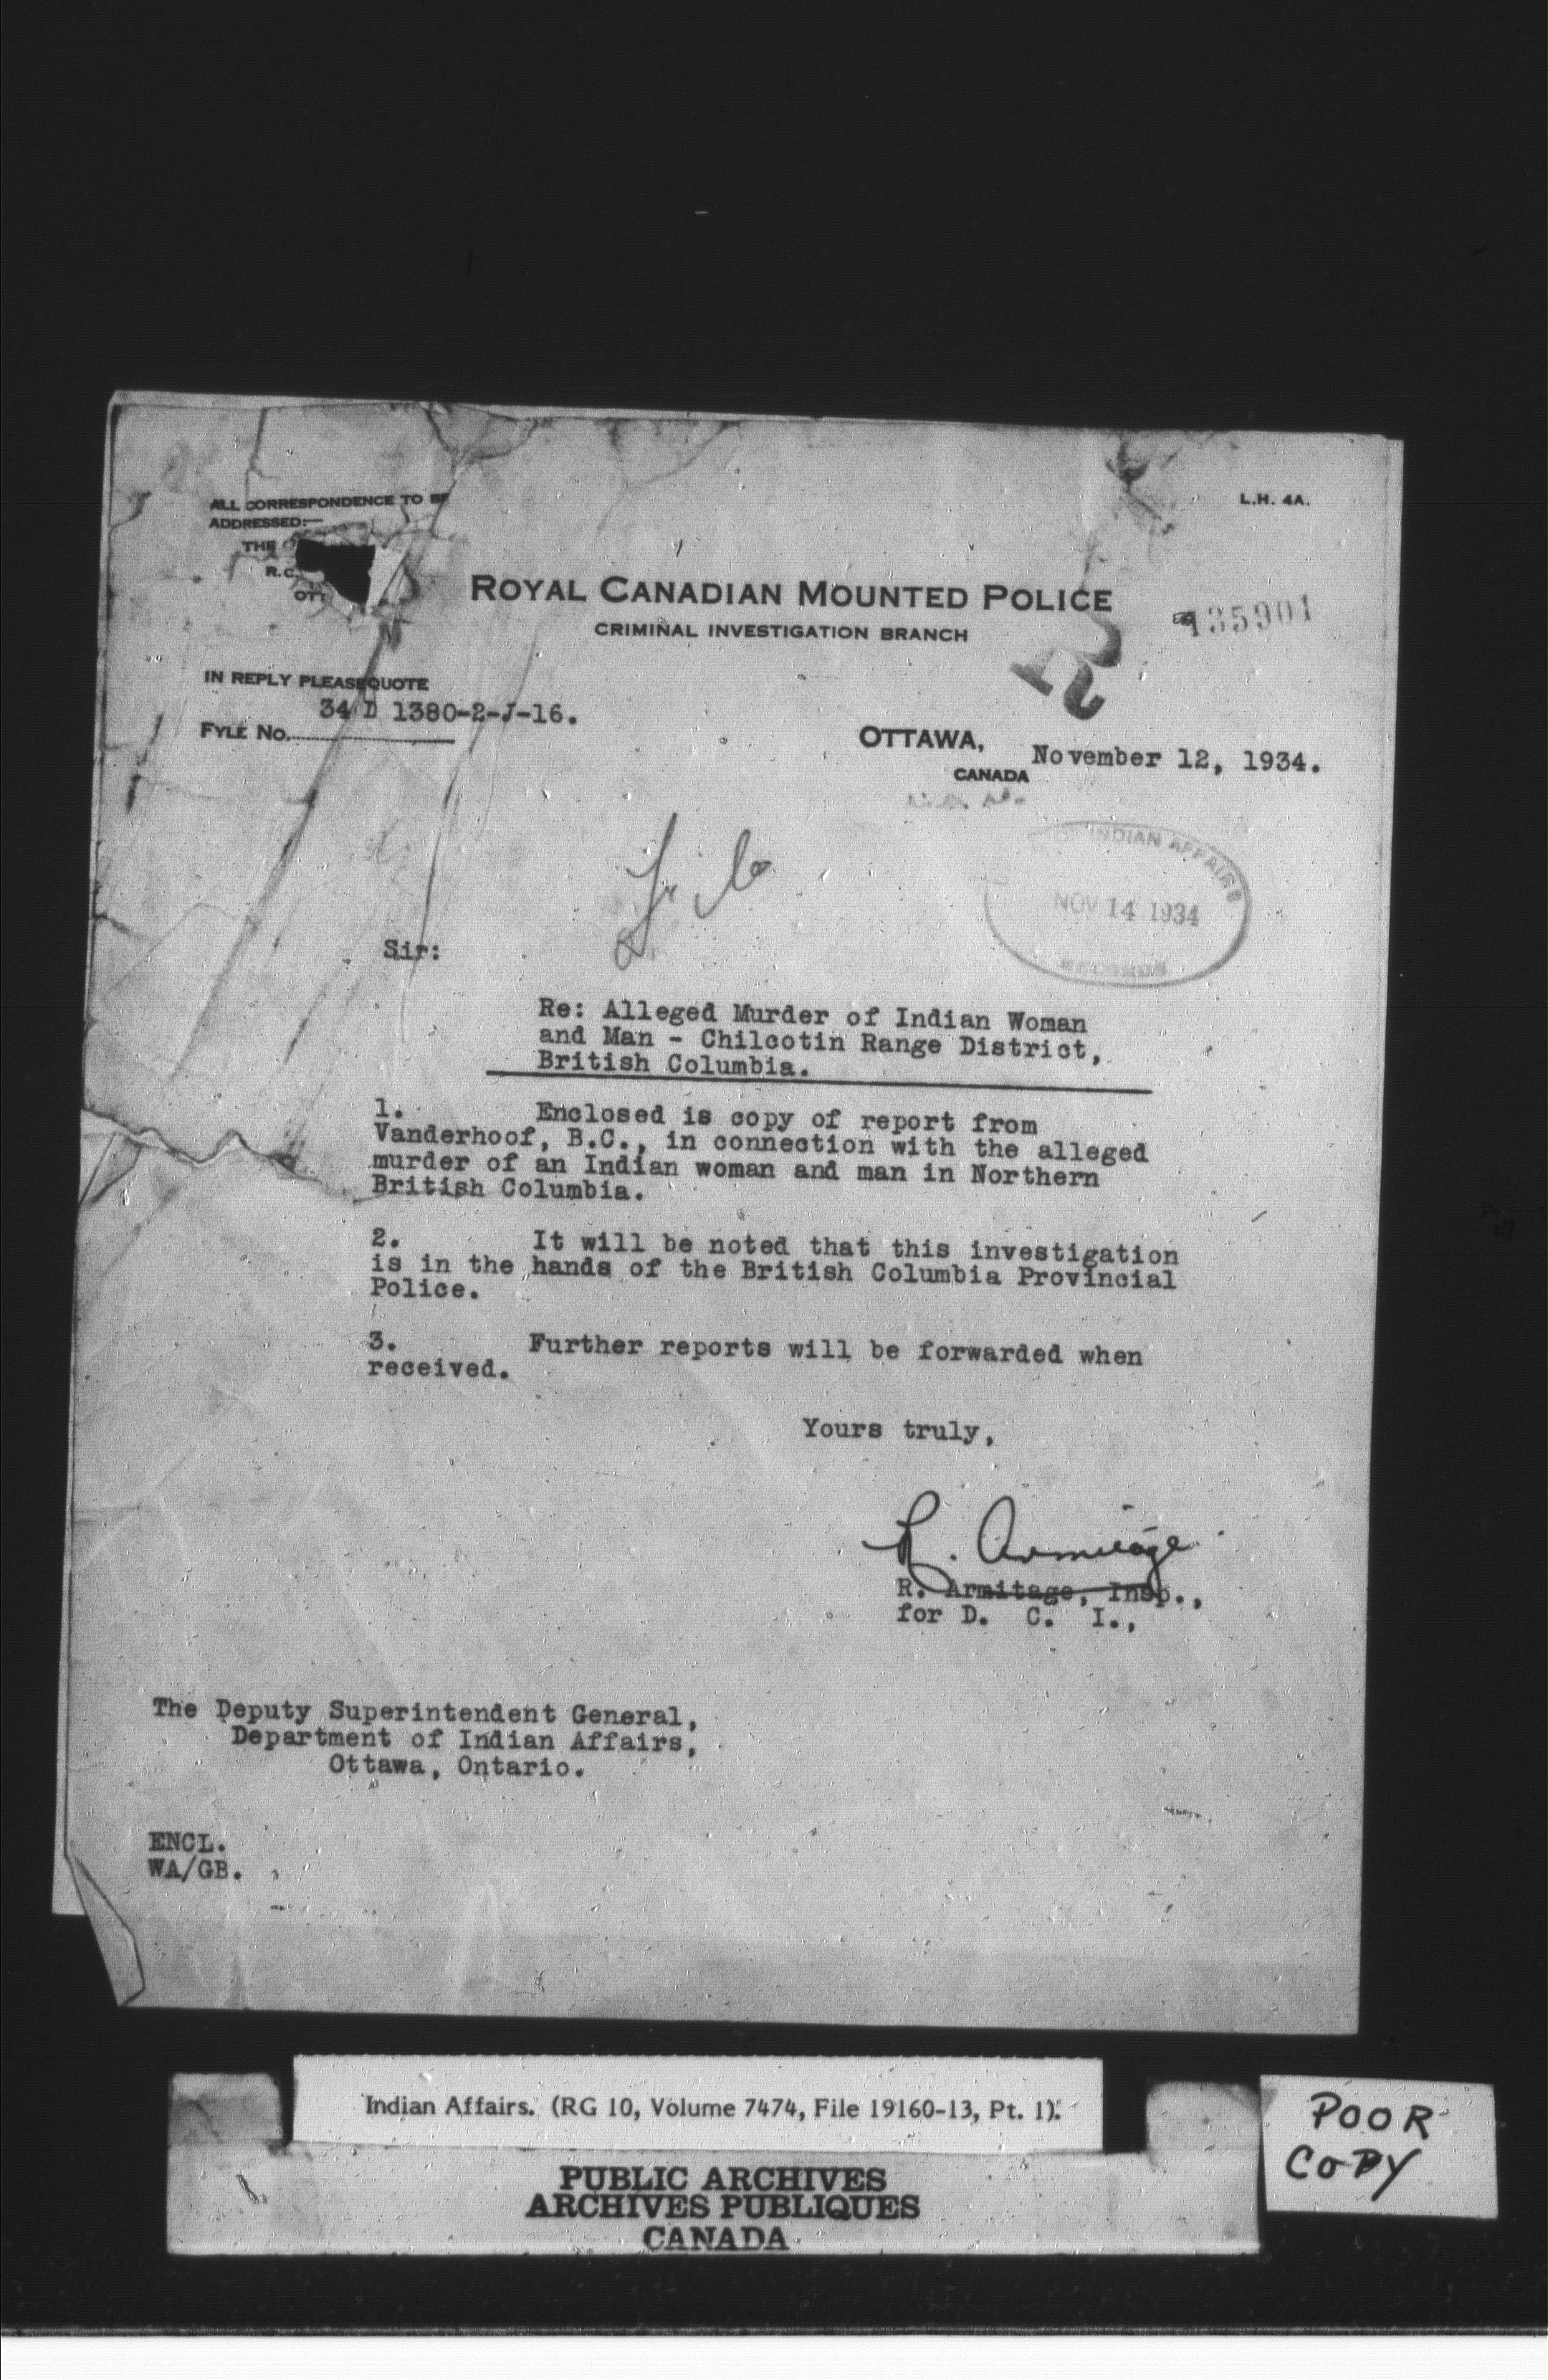 ALL CORRESPONDENCE TO BE
ADDRESSED:—
THE
R.C.
OTT
L.H. 4A.
ROYAL CANADIAN MOUNTED POLICE
CRIMINAL INVESTIGATION BRANCH
135901
R
IN REPLY PLEASE QUOTE
34 D 1380-2-J-16.
FYLE No.
OTTAWA,
CANADA
November 12, 1934.
File
INDIAN AFFAIRS
NOV 14 1934
RECORDS
Sir:
Re: Alleged Murder of Indian Woman
and Man - Chilcotin Range District,
British Columbia.
1. Enclosed is copy of report from
Vanderhoof, B.C., in connection with the alleged
murder of an Indian woman and man in Northern
British Columbia.
2. It will be noted that this investigation
is in the hands of the British Columbia Provincial
Police.
3. Further reports will be forwarded when
received.
Yours truly,
R. Armitage
R. Armitage, Insp.,
for D. C. I.,
The Deputy Superintendent General,
Department of Indian Affairs,
Ottawa, Ontario.
ENCL.
WA/GB.
Indian Affairs. (RG 10, Volume 7474, File 19160-13, Pt. 1).
PUBLIC ARCHIVES
ARCHIVES PUBLIQUES
CANADA
POOR
COPY